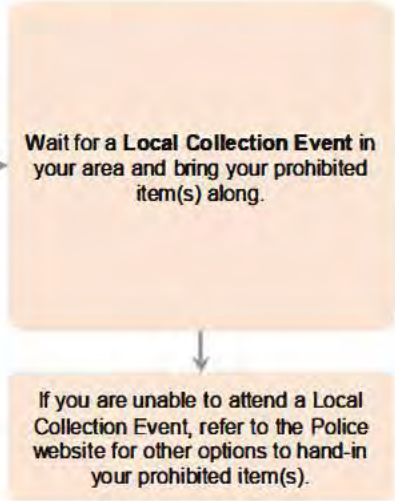 Wait for a Local Collection Event in
your area and bring your prohibited
item(s) along.
If you are unable to attend a Local
Collection Event, refer to the Police
website for other options to hand-in
your prohibited item(s).